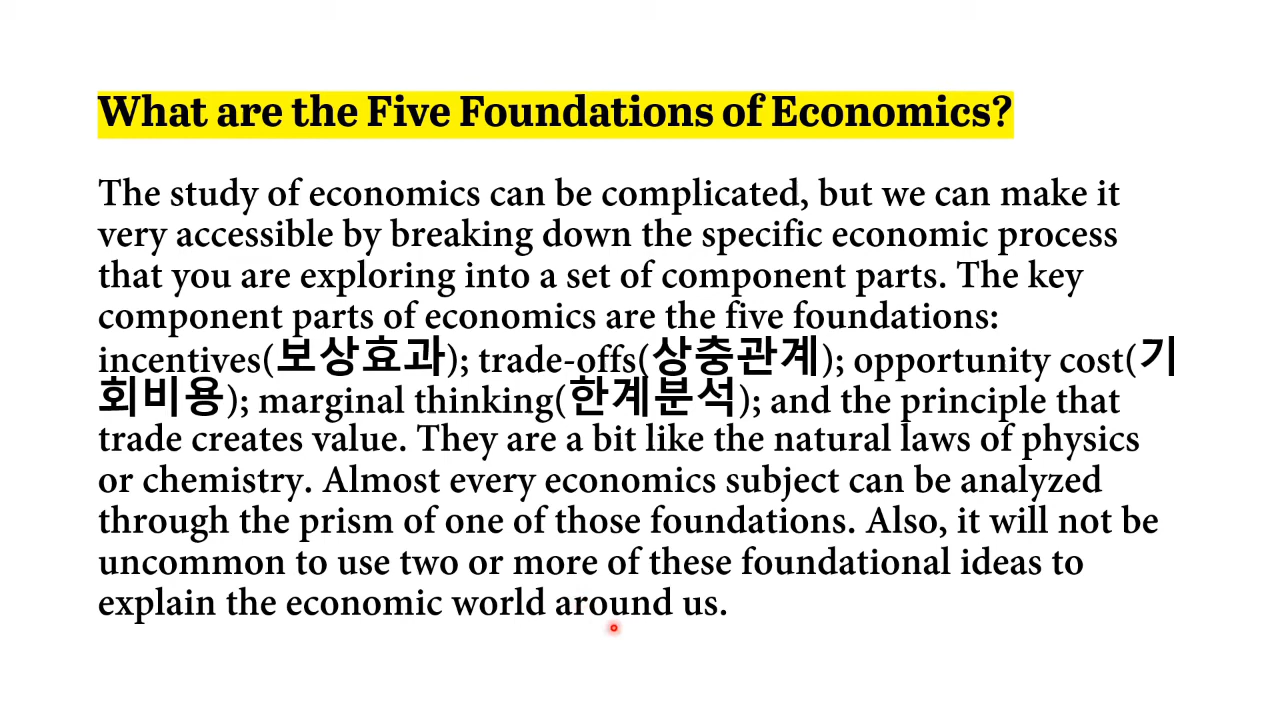 What are the Five Foundations of Economics?
The study of economics can be complicated, but we can make it
very accessible by breaking down the specific economic process
that you are exploring into a set of component parts. The key
component parts of economics are the five foundations:
incentives(보상효과); trade-offs(상충관계); opportunity cost(기
회비용); marginal thinking(한계분석); and the principle that
trade creates value. They are a bit like the natural laws of physics
or chemistry. Almost every economics subject can be analyzed
through the prism of one of those foundations. Also, it will not be
uncommon to use two or more of these foundational ideas to
explain the economic world around us.